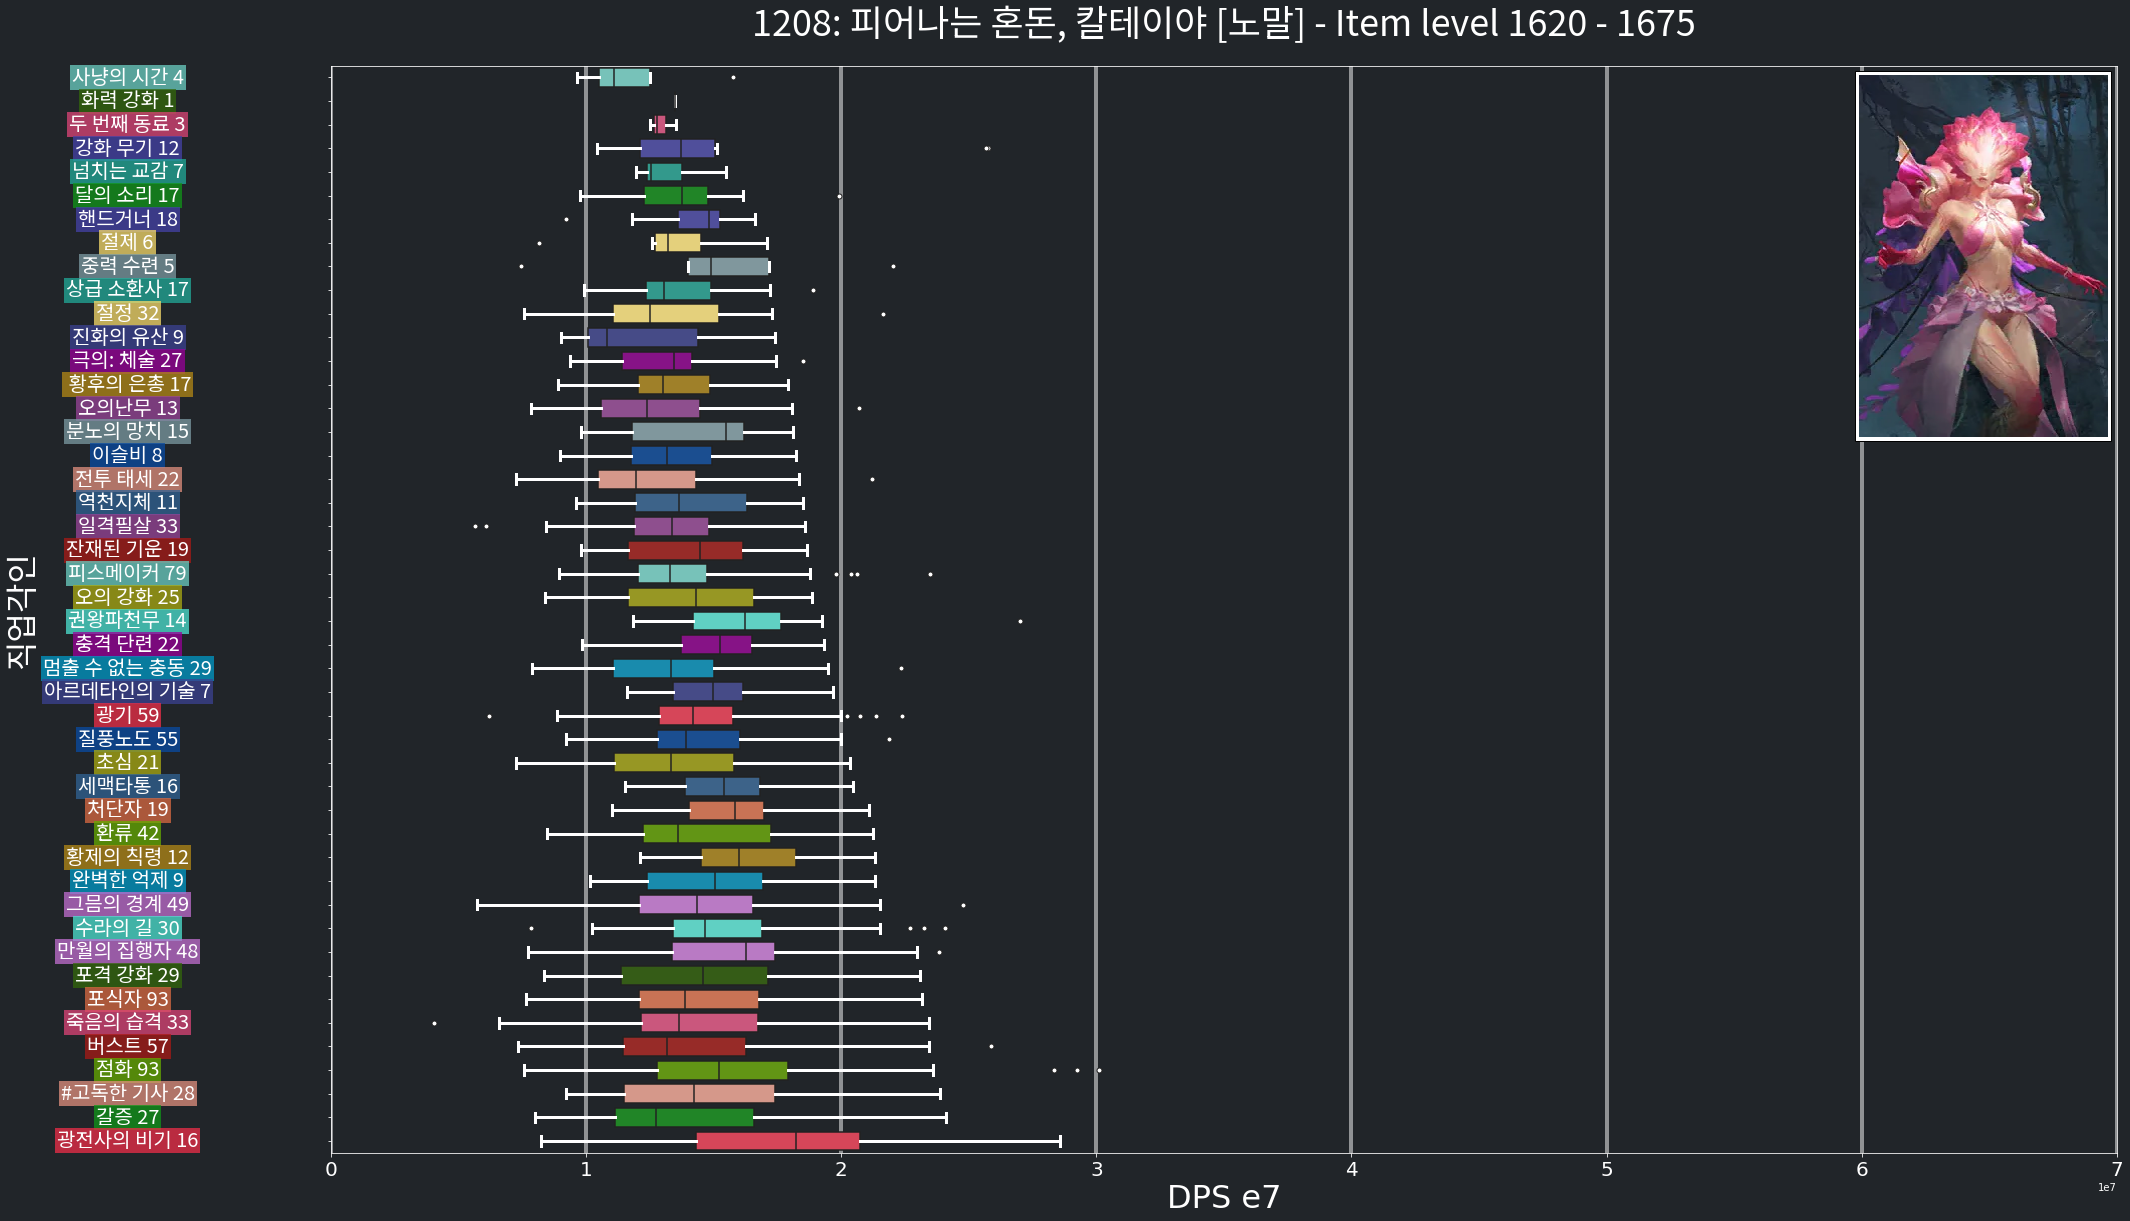 1208: 피어나는 혼돈, 칼테이야 [노말] - Item level 1620 - 1675
직업각인
사냥의 시간 4
화력 강화 1
두 번째 동료 3
강화 무기 12
넘치는 교감 7
달의 소리 17
핸드거너 18
절제 6
중력 수련 5
상급 소환사 17
절정 32
진화의 유산 9
극의: 체술 27
황후의 은총 17
오의난무 13
분노의 망치 15
이슬비 8
전투 태세 22
역천지체 11
일격필살 33
잔재된 기운 19
피스메이커 79
오의 강화 25
권왕파천무 14
충격 단련 22
멈출 수 없는 충동 29
아르데타인의 기술 7
광기 59
질풍노도 55
초심 21
세맥타통 16
처단자 19
환류 42
황제의 칙령 12
완벽한 억제 9
그믐의 경계 49
수라의 길 30
만월의 집행자 48
포격 강화 29
포식자 93
죽음의 습격 33
버스트 57
점화 93
#고독한 기사 28
갈증 27
광전사의 비기 16
0 1 2 3 4 5 6 7
1e7
DPS e7